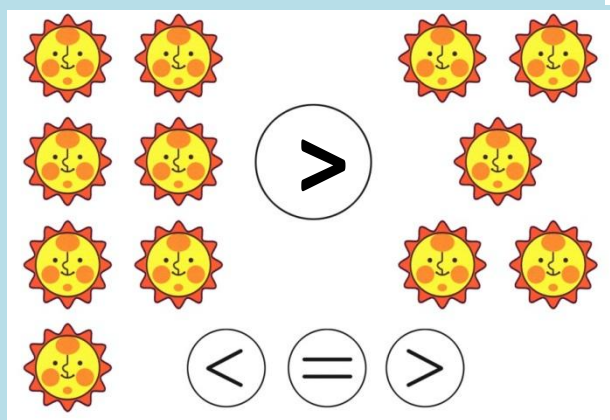 >
< = >